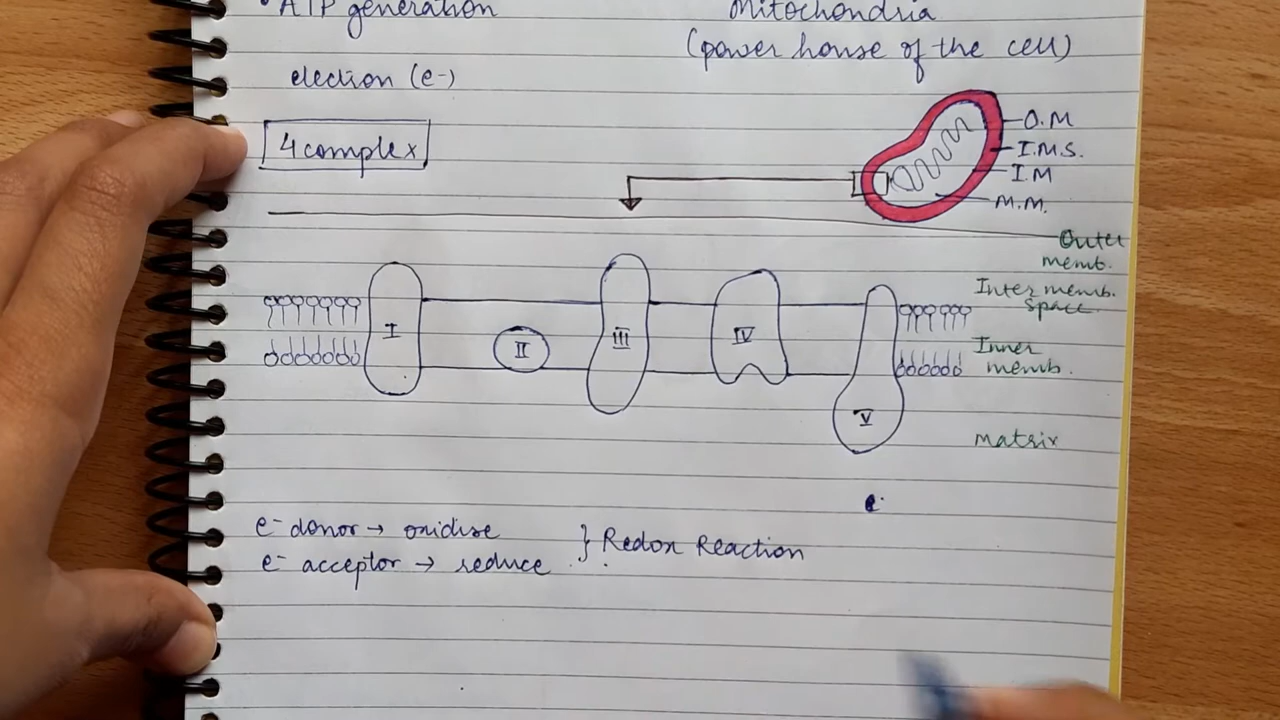 • ATP generation
Mitochondria
(power house of the cell)
election (e-)
4 complex
O.M
I.M.S.
I.M
M.M.
Outer
memb.
Inter memb.
Space.
I
II
III
IV
V
Inner
memb.
Matrix
e-
e- donor → oxidise
e- acceptor → reduce
} Redox Reaction